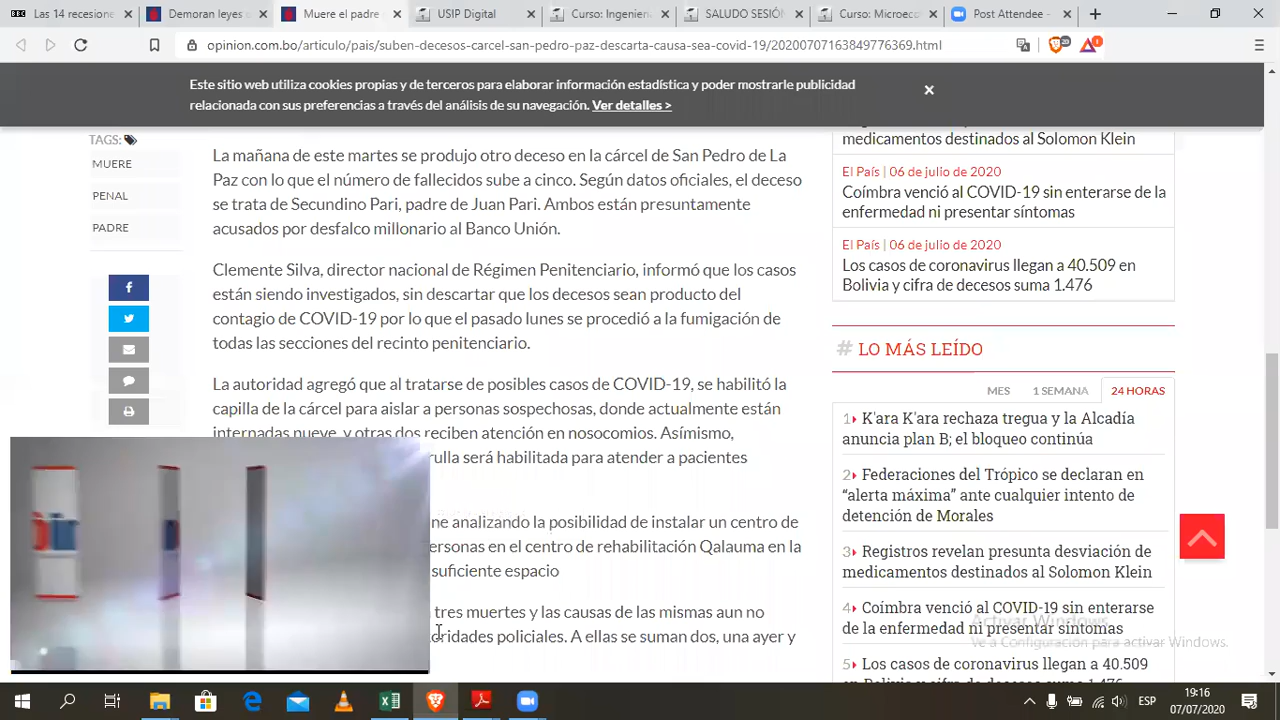 Las 14 recesione
Demoran leyes e
Muere el padre
USIP Digital
Curso: Ingenier
SALUDO SESIÓN
Curso: Microeco
Post Attendee -
opinion.com.bo/articulo/pais/suben-decesos-carcel-san-pedro-paz-descarta-causa-sea-covid-19/20200707163849776369.html
Este sitio web utiliza cookies propias y de terceros para elaborar información estadística y poder mostrarle publicidad
relacionada con sus preferencias a través del análisis de su navegación. Ver detalles >
TAGS:
MUERE
PENAL
PADRE
La mañana de este martes se produjo otro deceso en la cárcel de San Pedro de La
Paz con lo que el número de fallecidos sube a cinco. Según datos oficiales, el deceso
se trata de Secundino Pari, padre de Juan Pari. Ambos están presuntamente
acusados por desfalco millonario al Banco Unión.
Clemente Silva, director nacional de Régimen Penitenciario, informó que los casos
están siendo investigados, sin descartar que los decesos sean producto del
contagio de COVID-19 por lo que el pasado lunes se procedió a la fumigación de
todas las secciones del recinto penitenciario.
La autoridad agregó que al tratarse de posibles casos de COVID-19, se habilitó la
capilla de la cárcel para aislar a personas sospechosas, donde actualmente están
internadas nueve, y otras dos reciben atención en nosocomios. Asímismo,
rulla será habilitada para atender a pacientes
ne analizando la posibilidad de instalar un centro de
ersonas en el centro de rehabilitación Qalauma en la
suficiente espacio
tres muertes y las causas de las mismas aun no
oridades policiales. A ellas se suman dos, una ayer y
medicamentos destinados al Solomon Klein
El País | 06 de julio de 2020
Coímbra venció al COVID-19 sin enterarse de la
enfermedad ni presentar síntomas
El País | 06 de julio de 2020
Los casos de coronavirus llegan a 40.509 en
Bolivia y cifra de decesos suma 1.476
# LO MÁS LEÍDO
MES
1 SEMANA
24 HORAS
1 K'ara K'ara rechaza tregua y la Alcadía
anuncia plan B; el bloqueo continúa
2 Federaciones del Trópico se declaran en
“alerta máxima” ante cualquier intento de
detención de Morales
3 Registros revelan presunta desviación de
medicamentos destinados al Solomon Klein
4 Coímbra venció al COVID-19 sin enterarse
de la enfermedad ni presentar síntomas
5 Los casos de coronavirus llegan a 40.509
Activar Windows
Ve a Configuración para activar Windows.
ESP
19:16
07/07/2020